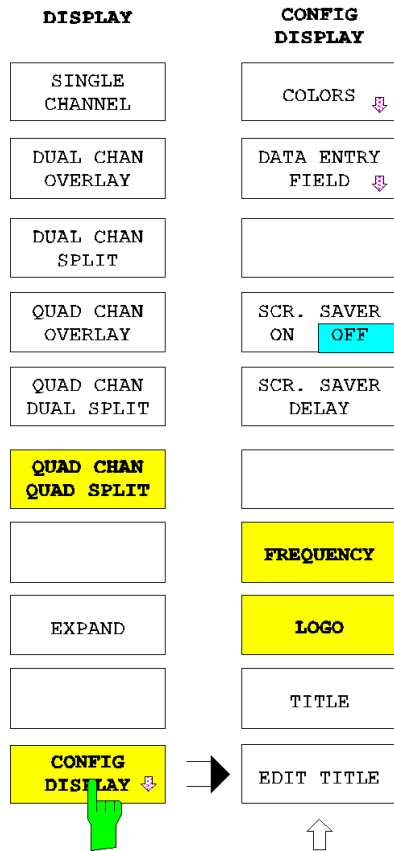 DISPLAY
SINGLE
CHANNEL
DUAL CHAN
OVERLAY
DUAL CHAN
SPLIT
QUAD CHAN
OVERLAY
QUAD CHAN
DUAL SPLIT
QUAD CHAN
QUAD SPLIT
EXPAND
CONFIG
DISPLAY
CONFIG
DISPLAY
COLORS
DATA ENTRY
FIELD
SCR. SAVER
ON OFF
SCR. SAVER
DELAY
FREQUENCY
LOGO
TITLE
EDIT TITLE